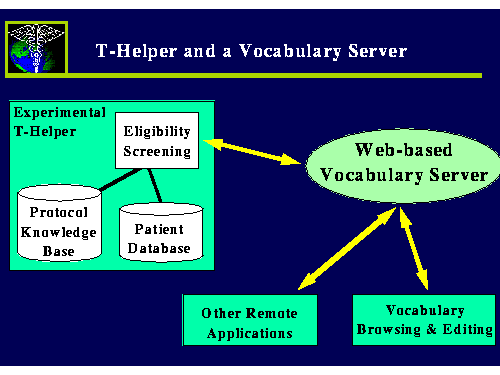 T-Helper and a Vocabulary Server
Experimental
T-Helper
Eligibility
Screening
Protocol
Knowledge
Base
Patient
Database
Web-based
Vocabulary Server
Other Remote
Applications
Vocabulary
Browsing & Editing